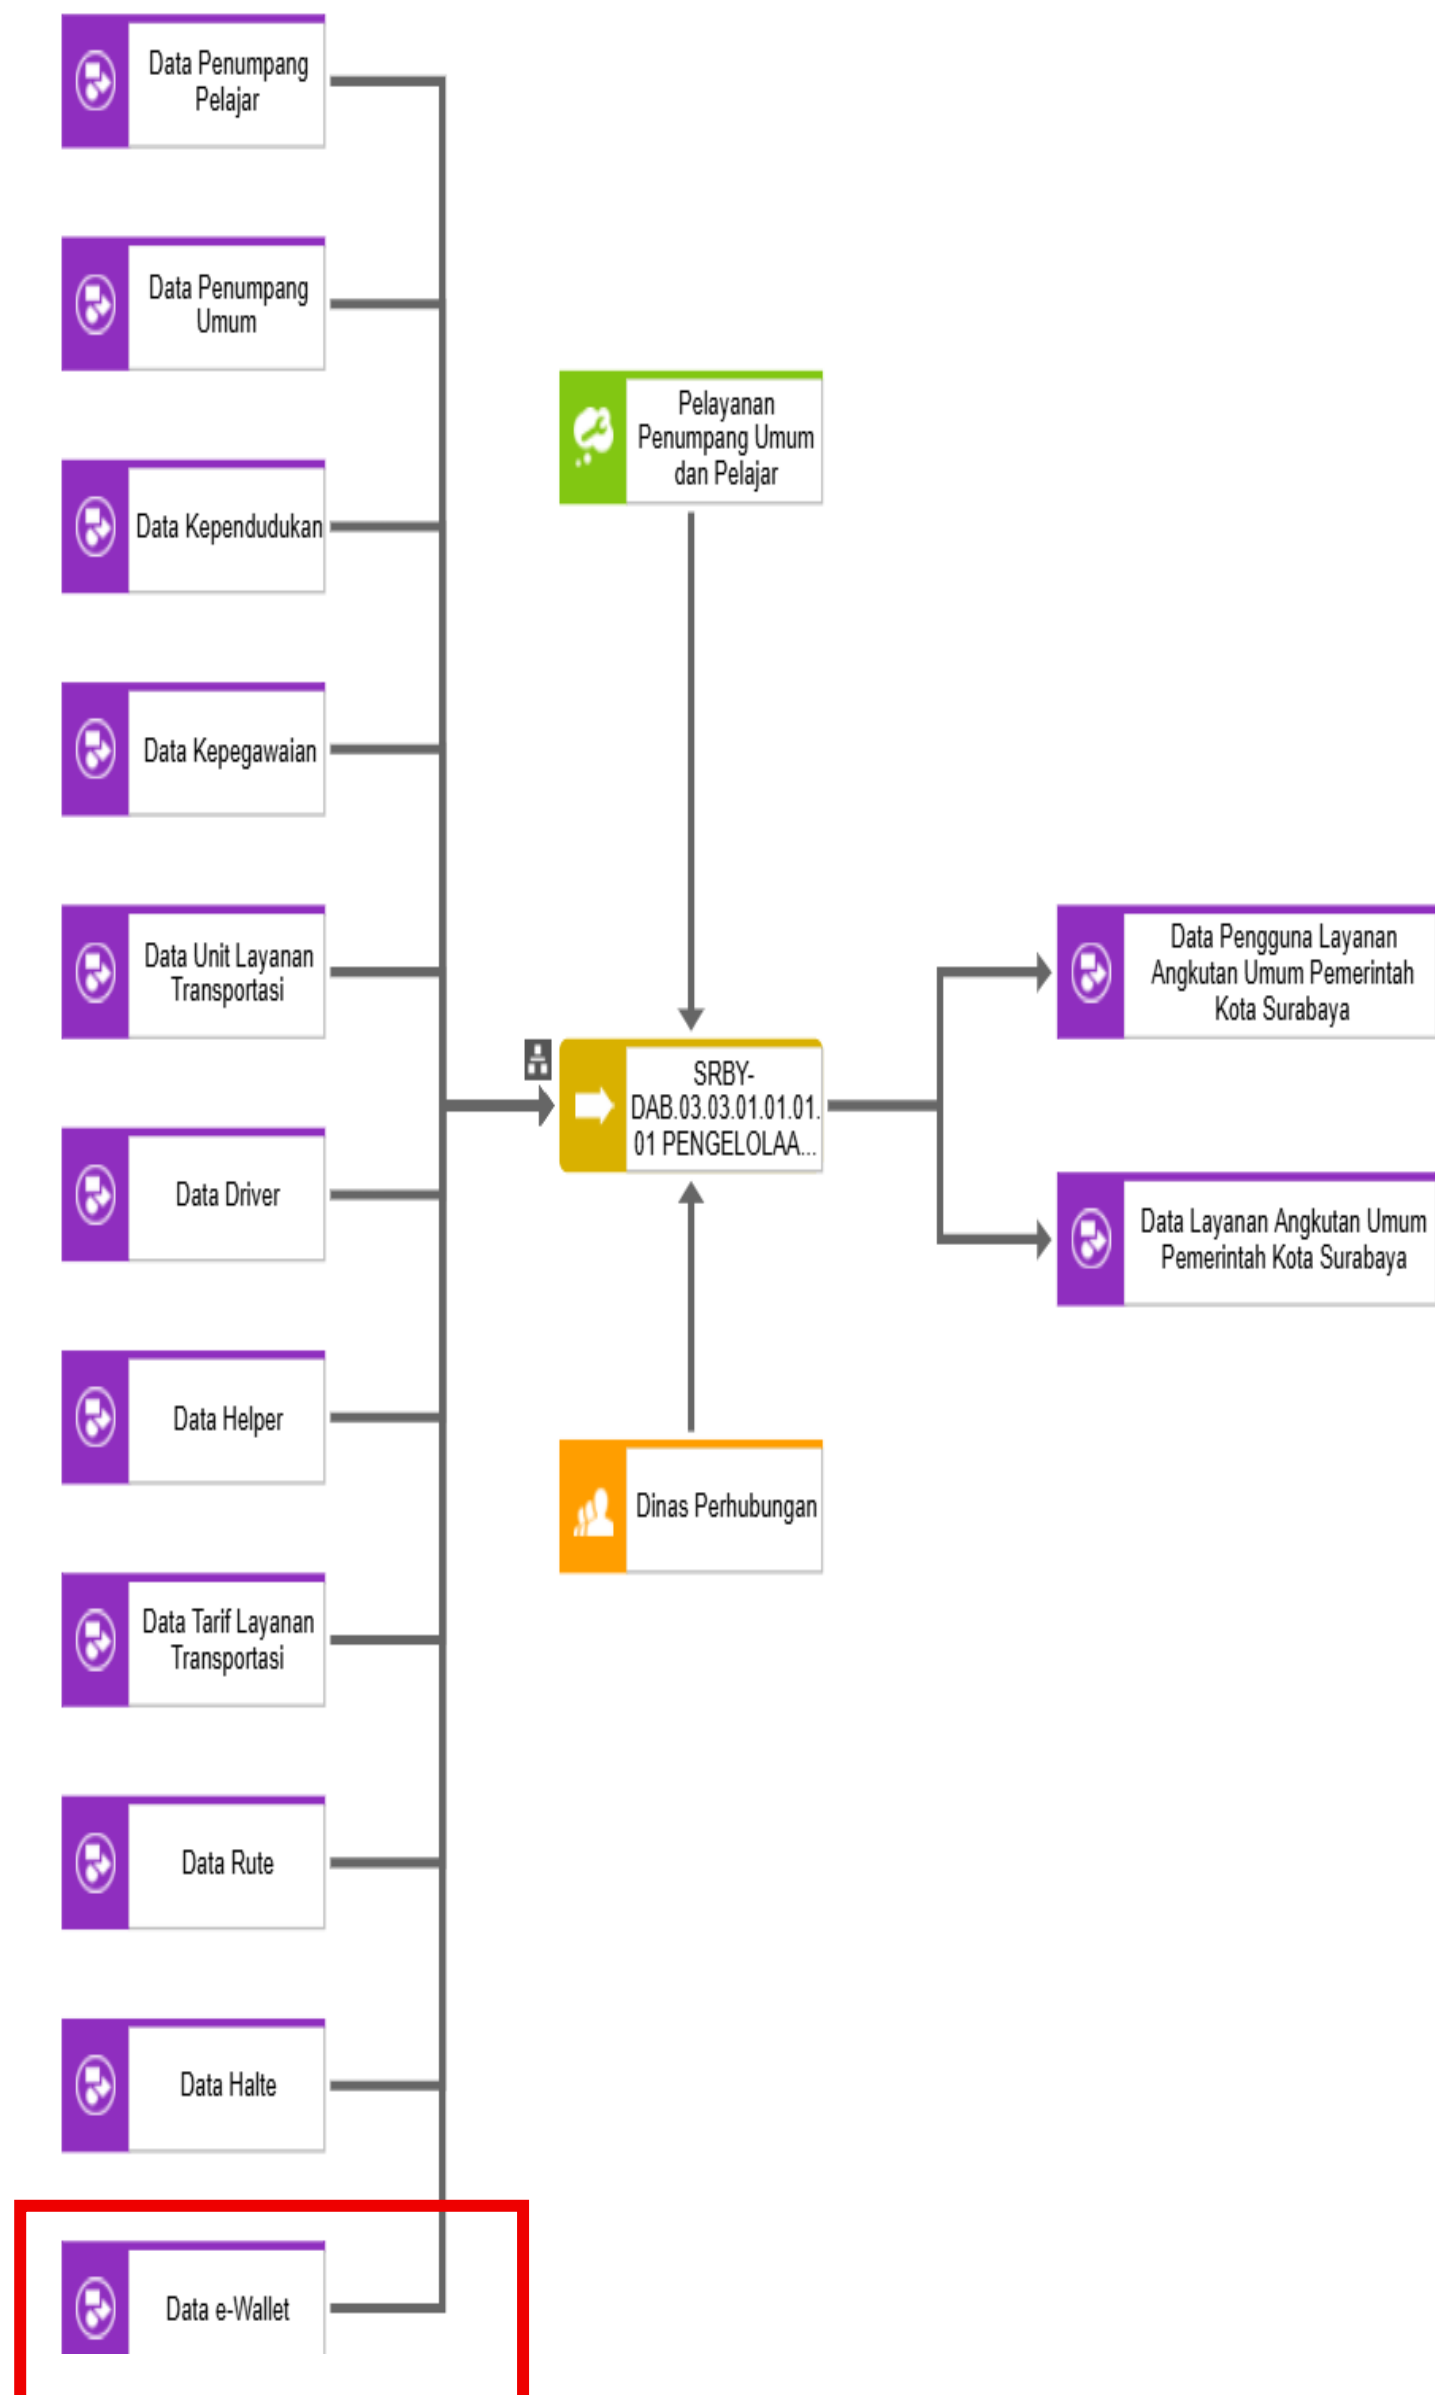 Data Penumpang
Pelajar
Data Penumpang
Umum
Data Kependudukan
Data Kepegawaian
Data Unit Layanan
Transportasi
Data Driver
Data Helper
Data Tarif Layanan
Transportasi
Data Rute
Data Halte
Data e-Wallet
Pelayanan
Penumpang Umum
dan Pelajar
SRBY-
DAB.03.03.01.01.01.
01 PENGELOLAA...
Dinas Perhubungan
Data Pengguna Layanan
Angkutan Umum Pemerintah
Kota Surabaya
Data Layanan Angkutan Umum
Pemerintah Kota Surabaya